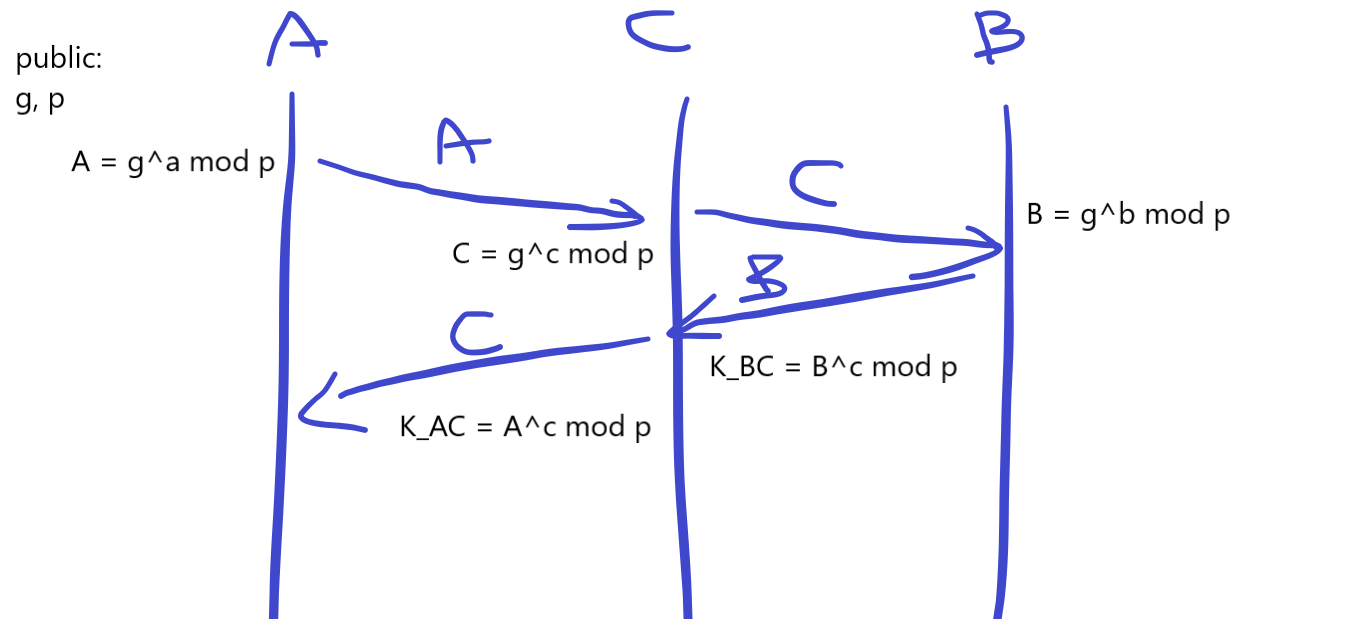 A C B
public:
g, p
A
A = g^a mod p
C
B = g^b mod p
C = g^c mod p
B
C
K_BC = B^c mod p
K_AC = A^c mod p